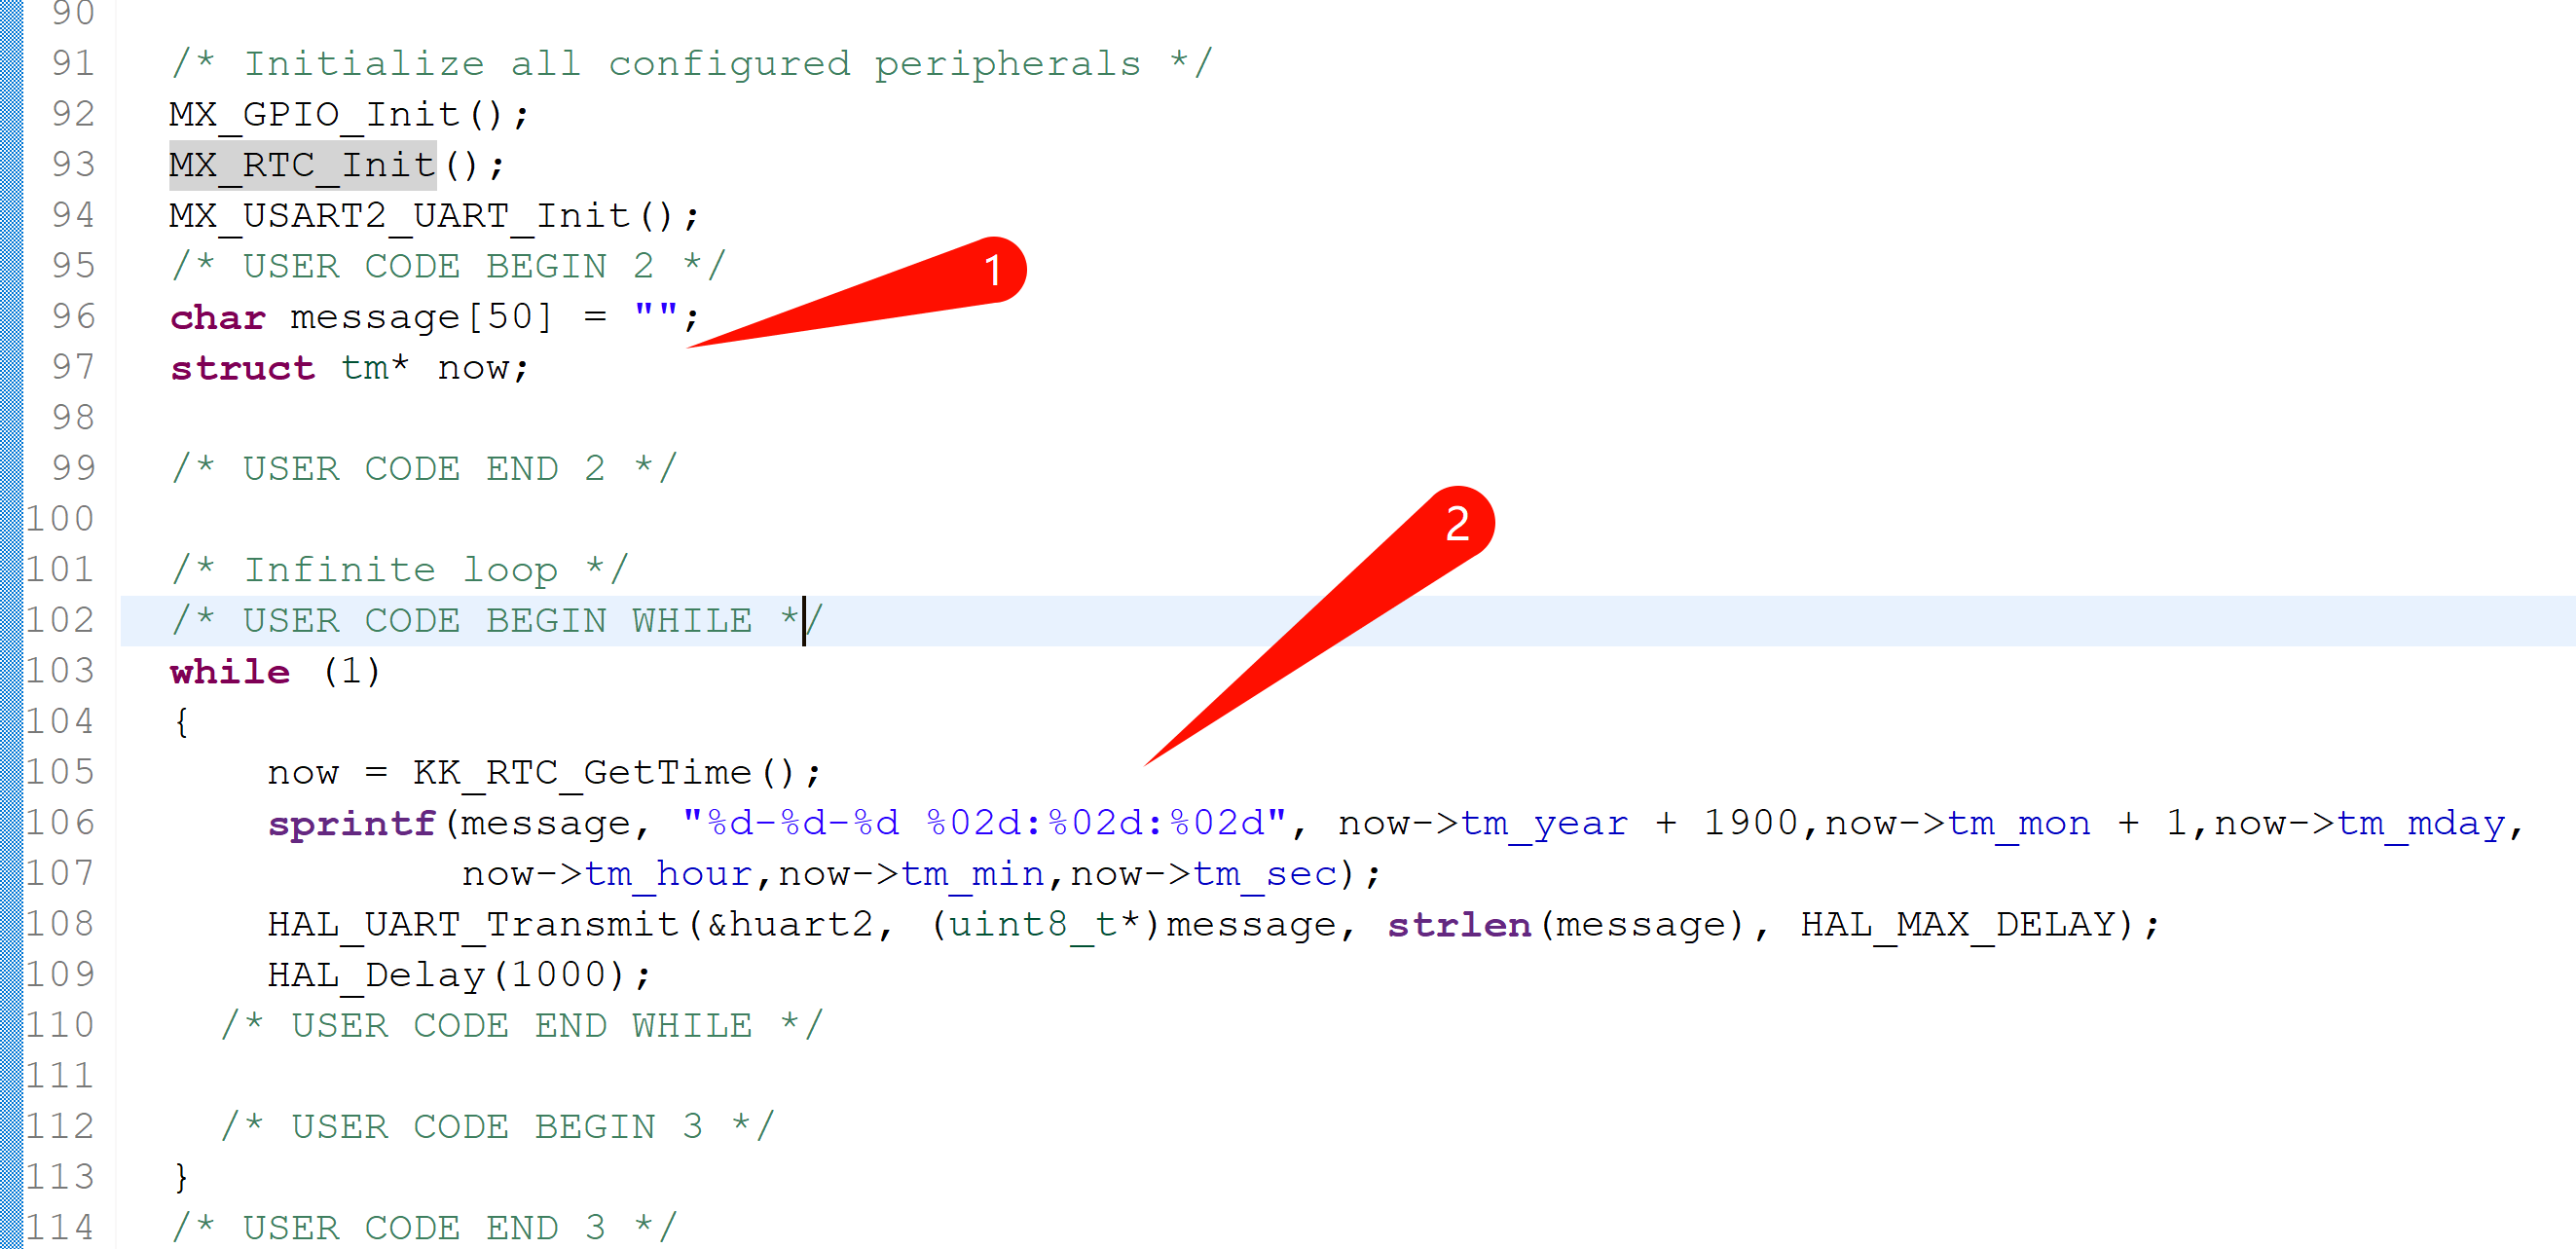 90
91 /* Initialize all configured peripherals */
92 MX_GPIO_Init();
93 MX_RTC_Init();
94 MX_USART2_UART_Init();
95 /* USER CODE BEGIN 2 */
1
96 char message[50] = "";
97 struct tm* now;
98
99 /* USER CODE END 2 */
100
2
101 /* Infinite loop */
102 /* USER CODE BEGIN WHILE */
103 while (1)
104 {
105 now = KK_RTC_GetTime();
106 sprintf(message, "%d-%d-%d %02d:%02d:%02d", now->tm_year + 1900,now->tm_mon + 1,now->tm_mday,
107 now->tm_hour,now->tm_min,now->tm_sec);
108 HAL_UART_Transmit(&huart2, (uint8_t*)message, strlen(message), HAL_MAX_DELAY);
109 HAL_Delay(1000);
110 /* USER CODE END WHILE */
111
112 /* USER CODE BEGIN 3 */
113 }
114 /* USER CODE END 3 */